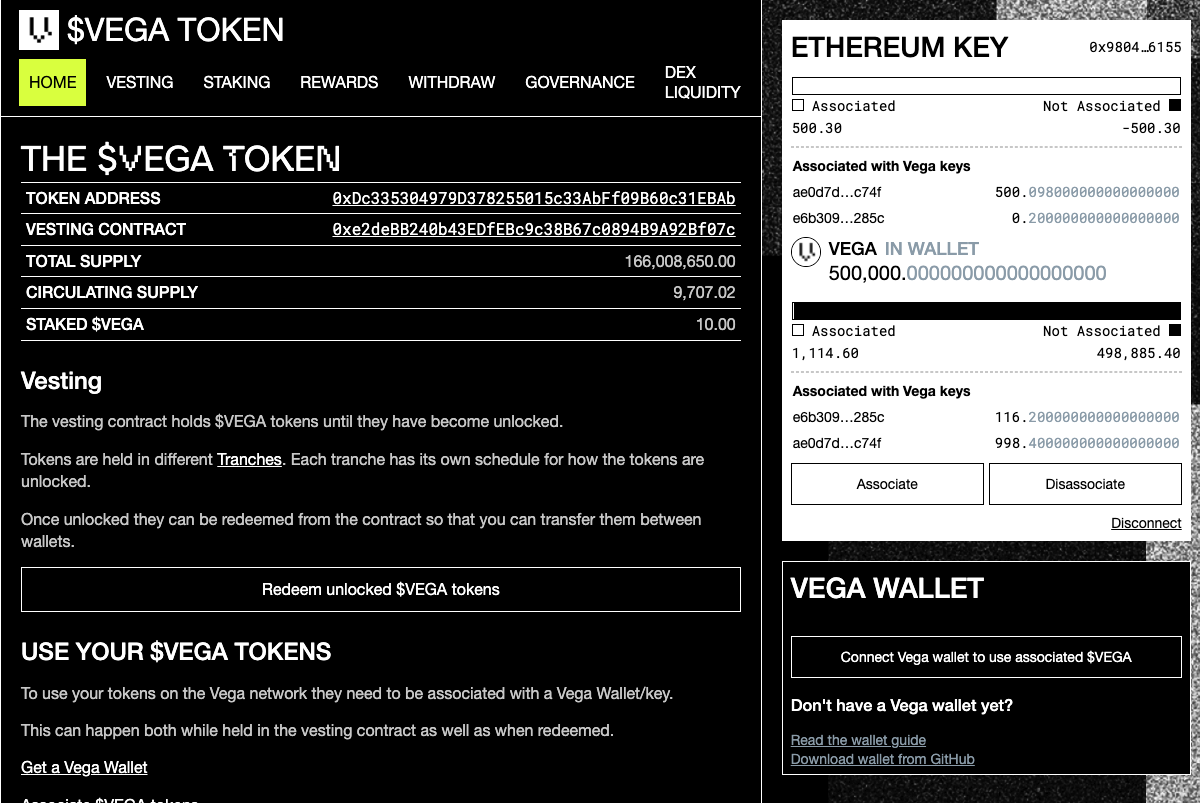 $VEGA TOKEN
HOME VESTING STAKING REWARDS WITHDRAW GOVERNANCE DEX LIQUIDITY
THE $VEGA TOKEN
TOKEN ADDRESS 0xDc335304979D378255015c33AbFf09B60c31EBAb
VESTING CONTRACT 0xe2deBB240b43EDfEBc9c38B67c0894B9A92Bf07c
TOTAL SUPPLY 166,008,650.00
CIRCULATING SUPPLY 9,707.02
STAKED $VEGA 10.00
Vesting
The vesting contract holds $VEGA tokens until they have become unlocked.
Tokens are held in different Tranches. Each tranche has its own schedule for how the tokens are
unlocked.
Once unlocked they can be redeemed from the contract so that you can transfer them between
wallets.
Redeem unlocked $VEGA tokens
USE YOUR $VEGA TOKENS
To use your tokens on the Vega network they need to be associated with a Vega Wallet/key.
This can happen both while held in the vesting contract as well as when redeemed.
Get a Vega Wallet
Associate $VEGA tokens
ETHEREUM KEY 0x9804…6155
Associated Not Associated
500.30 -500.30
Associated with Vega keys
ae0d7d…c74f 500.098000000000000000
e6b309…285c 0.200000000000000000
VEGA IN WALLET
500,000.000000000000000000
Associated Not Associated
1,114.60 498,885.40
Associated with Vega keys
e6b309…285c 116.200000000000000000
ae0d7d…c74f 998.400000000000000000
Associate Disassociate
Disconnect
VEGA WALLET
Connect Vega wallet to use associated $VEGA
Don't have a Vega wallet yet?
Read the wallet guide
Download wallet from GitHub